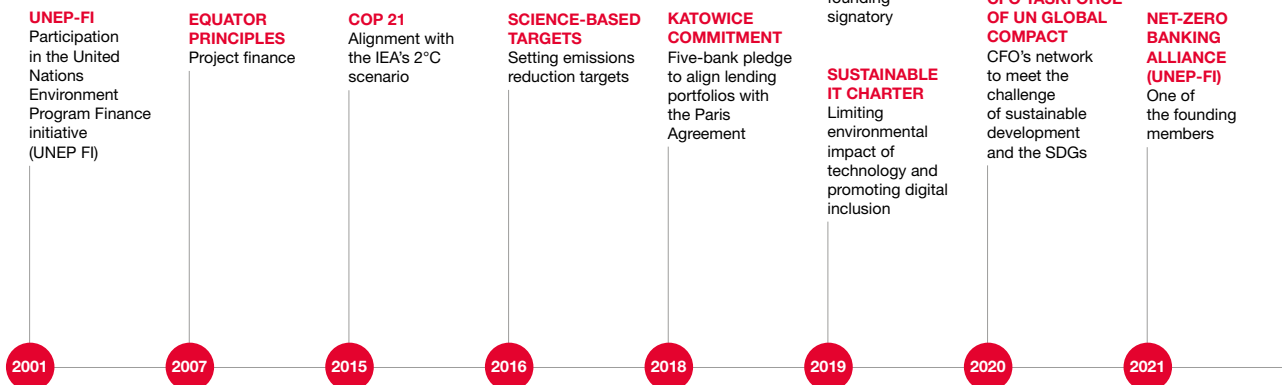 UNEP-FI
Participation
in the United
Nations
Environment
Program Finance
initiative
(UNEP FI)
EQUATOR
PRINCIPLES
Project finance
COP 21
Alignment with
the IEA's 2°C
scenario
SCIENCE-BASED
TARGETS
Setting emissions
reduction targets
KATOWICE
COMMITMENT
Five-bank pledge
to align lending
portfolios with
the Paris
Agreement
founding
signatory
SUSTAINABLE
IT CHARTER
Limiting
environmental
impact of
technology and
promoting digital
inclusion
CFO TASKFORCE
OF UN GLOBAL
COMPACT
CFO's network
to meet the
challenge
of sustainable
development
and the SDGs
NET-ZERO
BANKING
ALLIANCE
(UNEP-FI)
One of
the founding
members
2001
2007
2015
2016
2018
2019
2020
2021